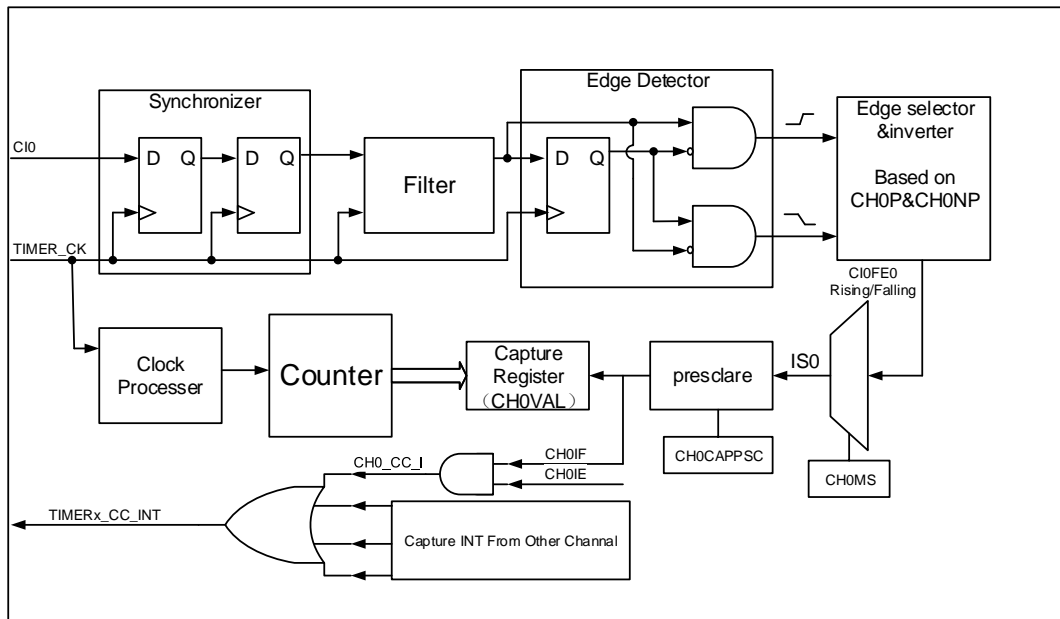 Edge Detector
Synchronizer
Edge selector
&inverter
Based on
CH0P&CH0NP
CI0
D Q
D Q
Filter
D Q
TIMER_CK
CI0FE0
Rising/Falling
Clock
Processer
Counter
Capture
Register
（CH0VAL）
presclare
IS0
CH0CAPPSC
CH0MS
CH0_CC_I
CH0IF
CH0IE
TIMERx_CC_INT
Capture INT From Other Channal